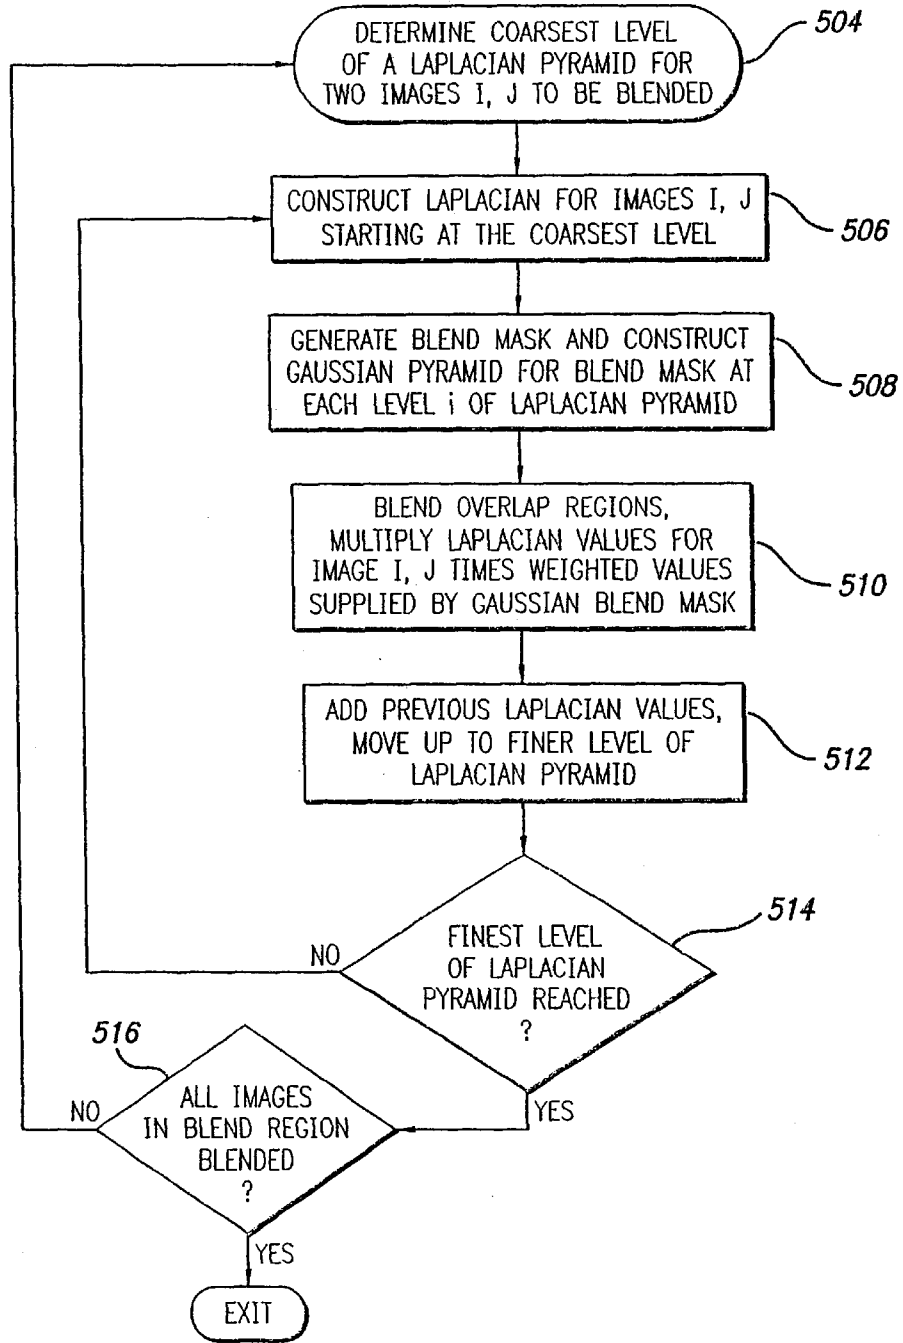 DETERMINE COARSEST LEVEL
OF A LAPLACIAN PYRAMID FOR
TWO IMAGES I, J TO BE BLENDED
504
CONSTRUCT LAPLACIAN FOR IMAGES I, J
STARTING AT THE COARSEST LEVEL
506
GENERATE BLEND MASK AND CONSTRUCT
GAUSSIAN PYRAMID FOR BLEND MASK AT
EACH LEVEL i OF LAPLACIAN PYRAMID
508
BLEND OVERLAP REGIONS,
MULTIPLY LAPLACIAN VALUES FOR
IMAGE I, J TIMES WEIGHTED VALUES
SUPPLIED BY GAUSSIAN BLEND MASK
510
ADD PREVIOUS LAPLACIAN VALUES,
MOVE UP TO FINER LEVEL OF
LAPLACIAN PYRAMID
512
FINEST LEVEL
OF LAPLACIAN
PYRAMID REACHED
?
514
NO
YES
516
ALL IMAGES
IN BLEND REGION
BLENDED
?
NO
YES
EXIT